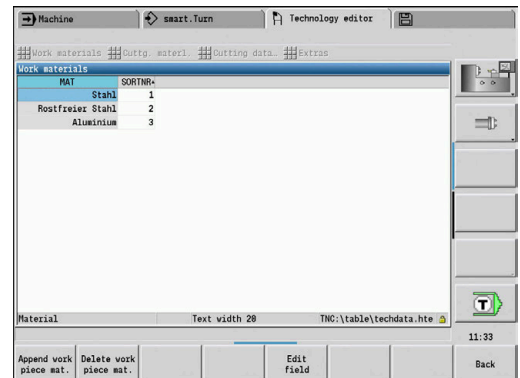 Machine smart.Turn Technology editor
Work materials Cuttg. materl. Cutting data… Extras
Work materials
MAT SORTNR
Stahl 1
Rostfreier Stahl 2
Aluminium 3
T
Material Text width 20 TNC:\table\techdata.hte
11:33
Append work piece mat. Delete work piece mat. Edit field Back